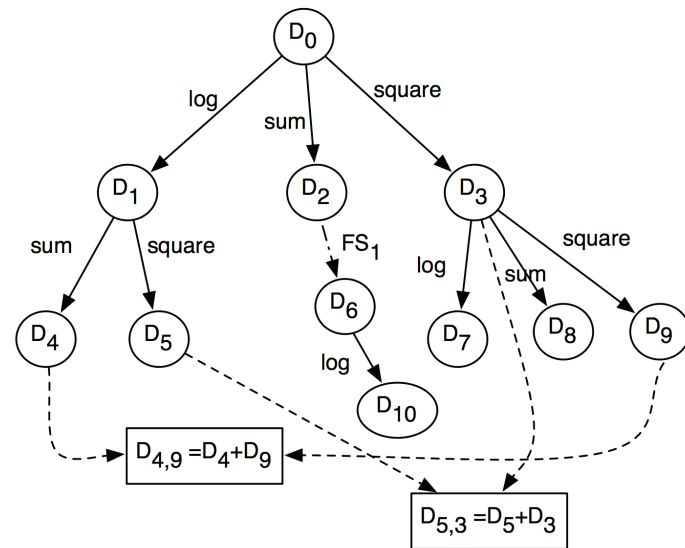 D₀
log
sum
square
D₁
D₂
D₃
sum
square
FS₁
log
sum
square
D₄
D₅
D₆
D₇
D₈
D₉
log
D₁₀
D₄,₉ =D₄+D₉
D₅,₃ =D₅+D₃